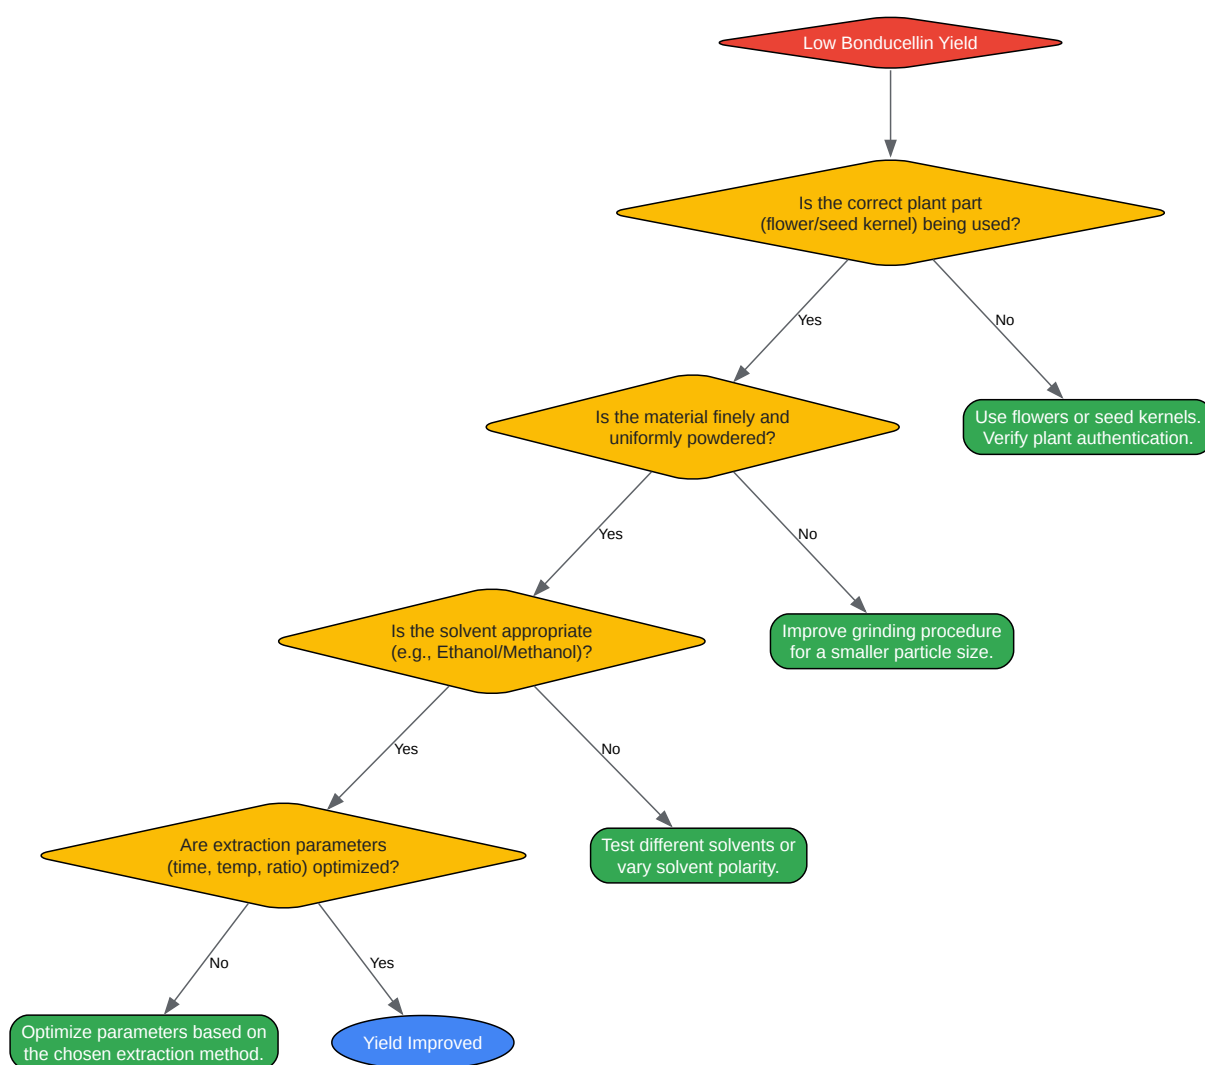 Low Bonducellin Yield
Is the correct plant part
(flower/seed kernel) being used?
Yes
No
Is the material finely and
uniformly powdered?
Use flowers or seed kernels.
Verify plant authentication.
Yes
No
Is the solvent appropriate
(e.g., Ethanol/Methanol)?
Improve grinding procedure
for a smaller particle size.
Yes
No
Are extraction parameters
(time, temp, ratio) optimized?
Test different solvents or
vary solvent polarity.
No
Yes
Optimize parameters based on
the chosen extraction method.
Yield Improved